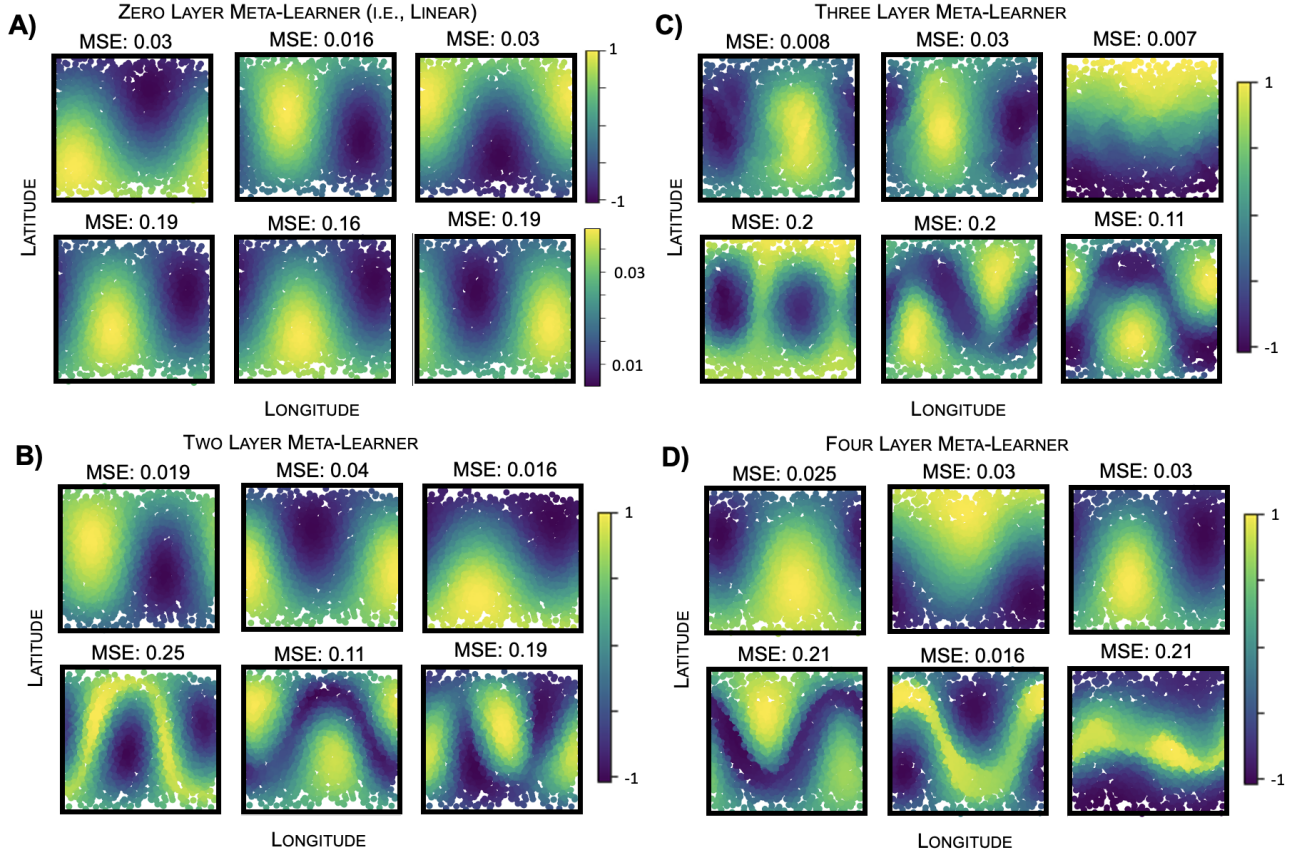 A)
ZERO LAYER META-LEARNER (I.E., LINEAR)
MSE: 0.03 MSE: 0.016 MSE: 0.03
1
-1
LATITUDE
MSE: 0.19 MSE: 0.16 MSE: 0.19
0.03
0.01
LONGITUDE
B)
TWO LAYER META-LEARNER
MSE: 0.019 MSE: 0.04 MSE: 0.016
1
LATITUDE
MSE: 0.25 MSE: 0.11 MSE: 0.19
-1
LONGITUDE
C)
THREE LAYER META-LEARNER
MSE: 0.008 MSE: 0.03 MSE: 0.007
1
LATITUDE
MSE: 0.2 MSE: 0.2 MSE: 0.11
-1
LONGITUDE
D)
FOUR LAYER META-LEARNER
MSE: 0.025 MSE: 0.03 MSE: 0.03
1
LATITUDE
MSE: 0.21 MSE: 0.016 MSE: 0.21
-1
LONGITUDE